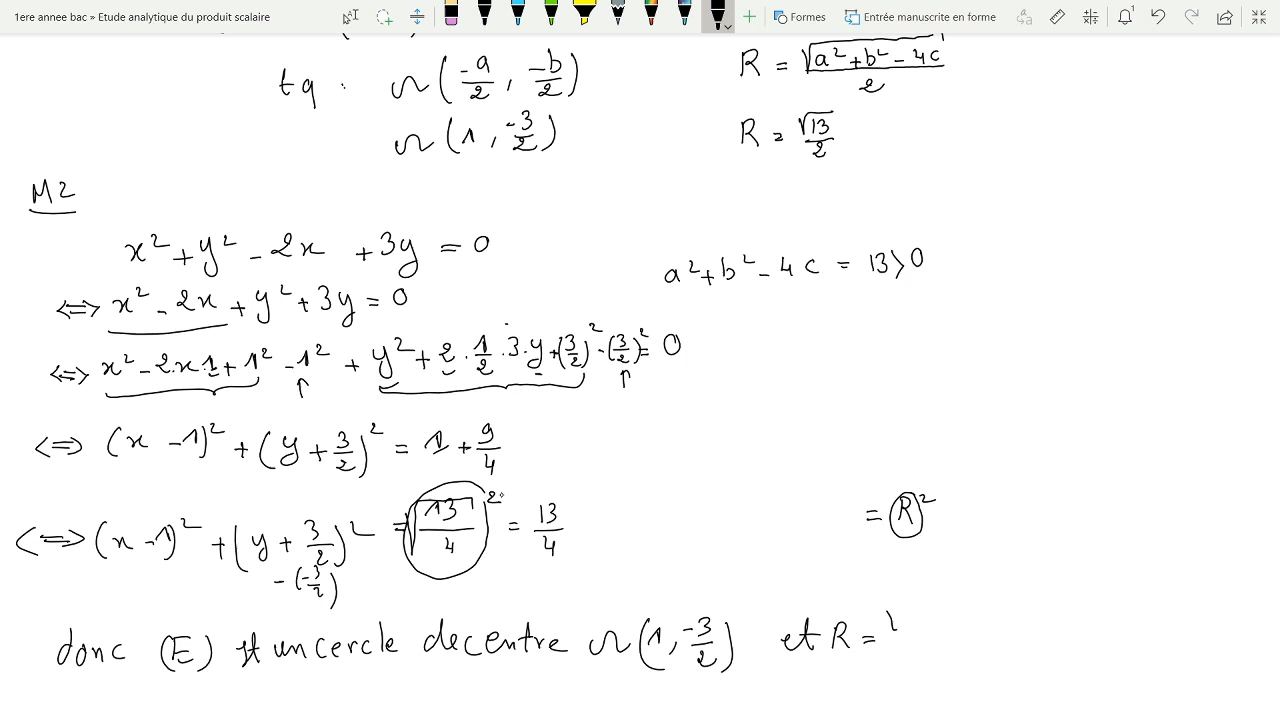 1ere annee bac » Etude analytique du produit scalaire
Formes
Entrée manuscrite en forme
tq : Ω(-a/2, -b/2)
R = √(a²+b²-4c)/2
Ω(1, -3/2)
R = √13/2
M2
x² + y² - 2x + 3y = 0
a² + b² - 4c = 13 > 0
⇔ x² - 2x + y² + 3y = 0
⇔ x² - 2·x·1 + 1² - 1² + y² + 2·1/2·3·y + (3/2)² - (3/2)² = 0
⇔ (x - 1)² + (y + 3/2)² = 1 + 9/4
⇔ (x - 1)² + (y + 3/2)² = √(13/4)² = 13/4
= R²
- (-3/2)
donc (E) est un cercle de centre Ω(1, -3/2) et R =